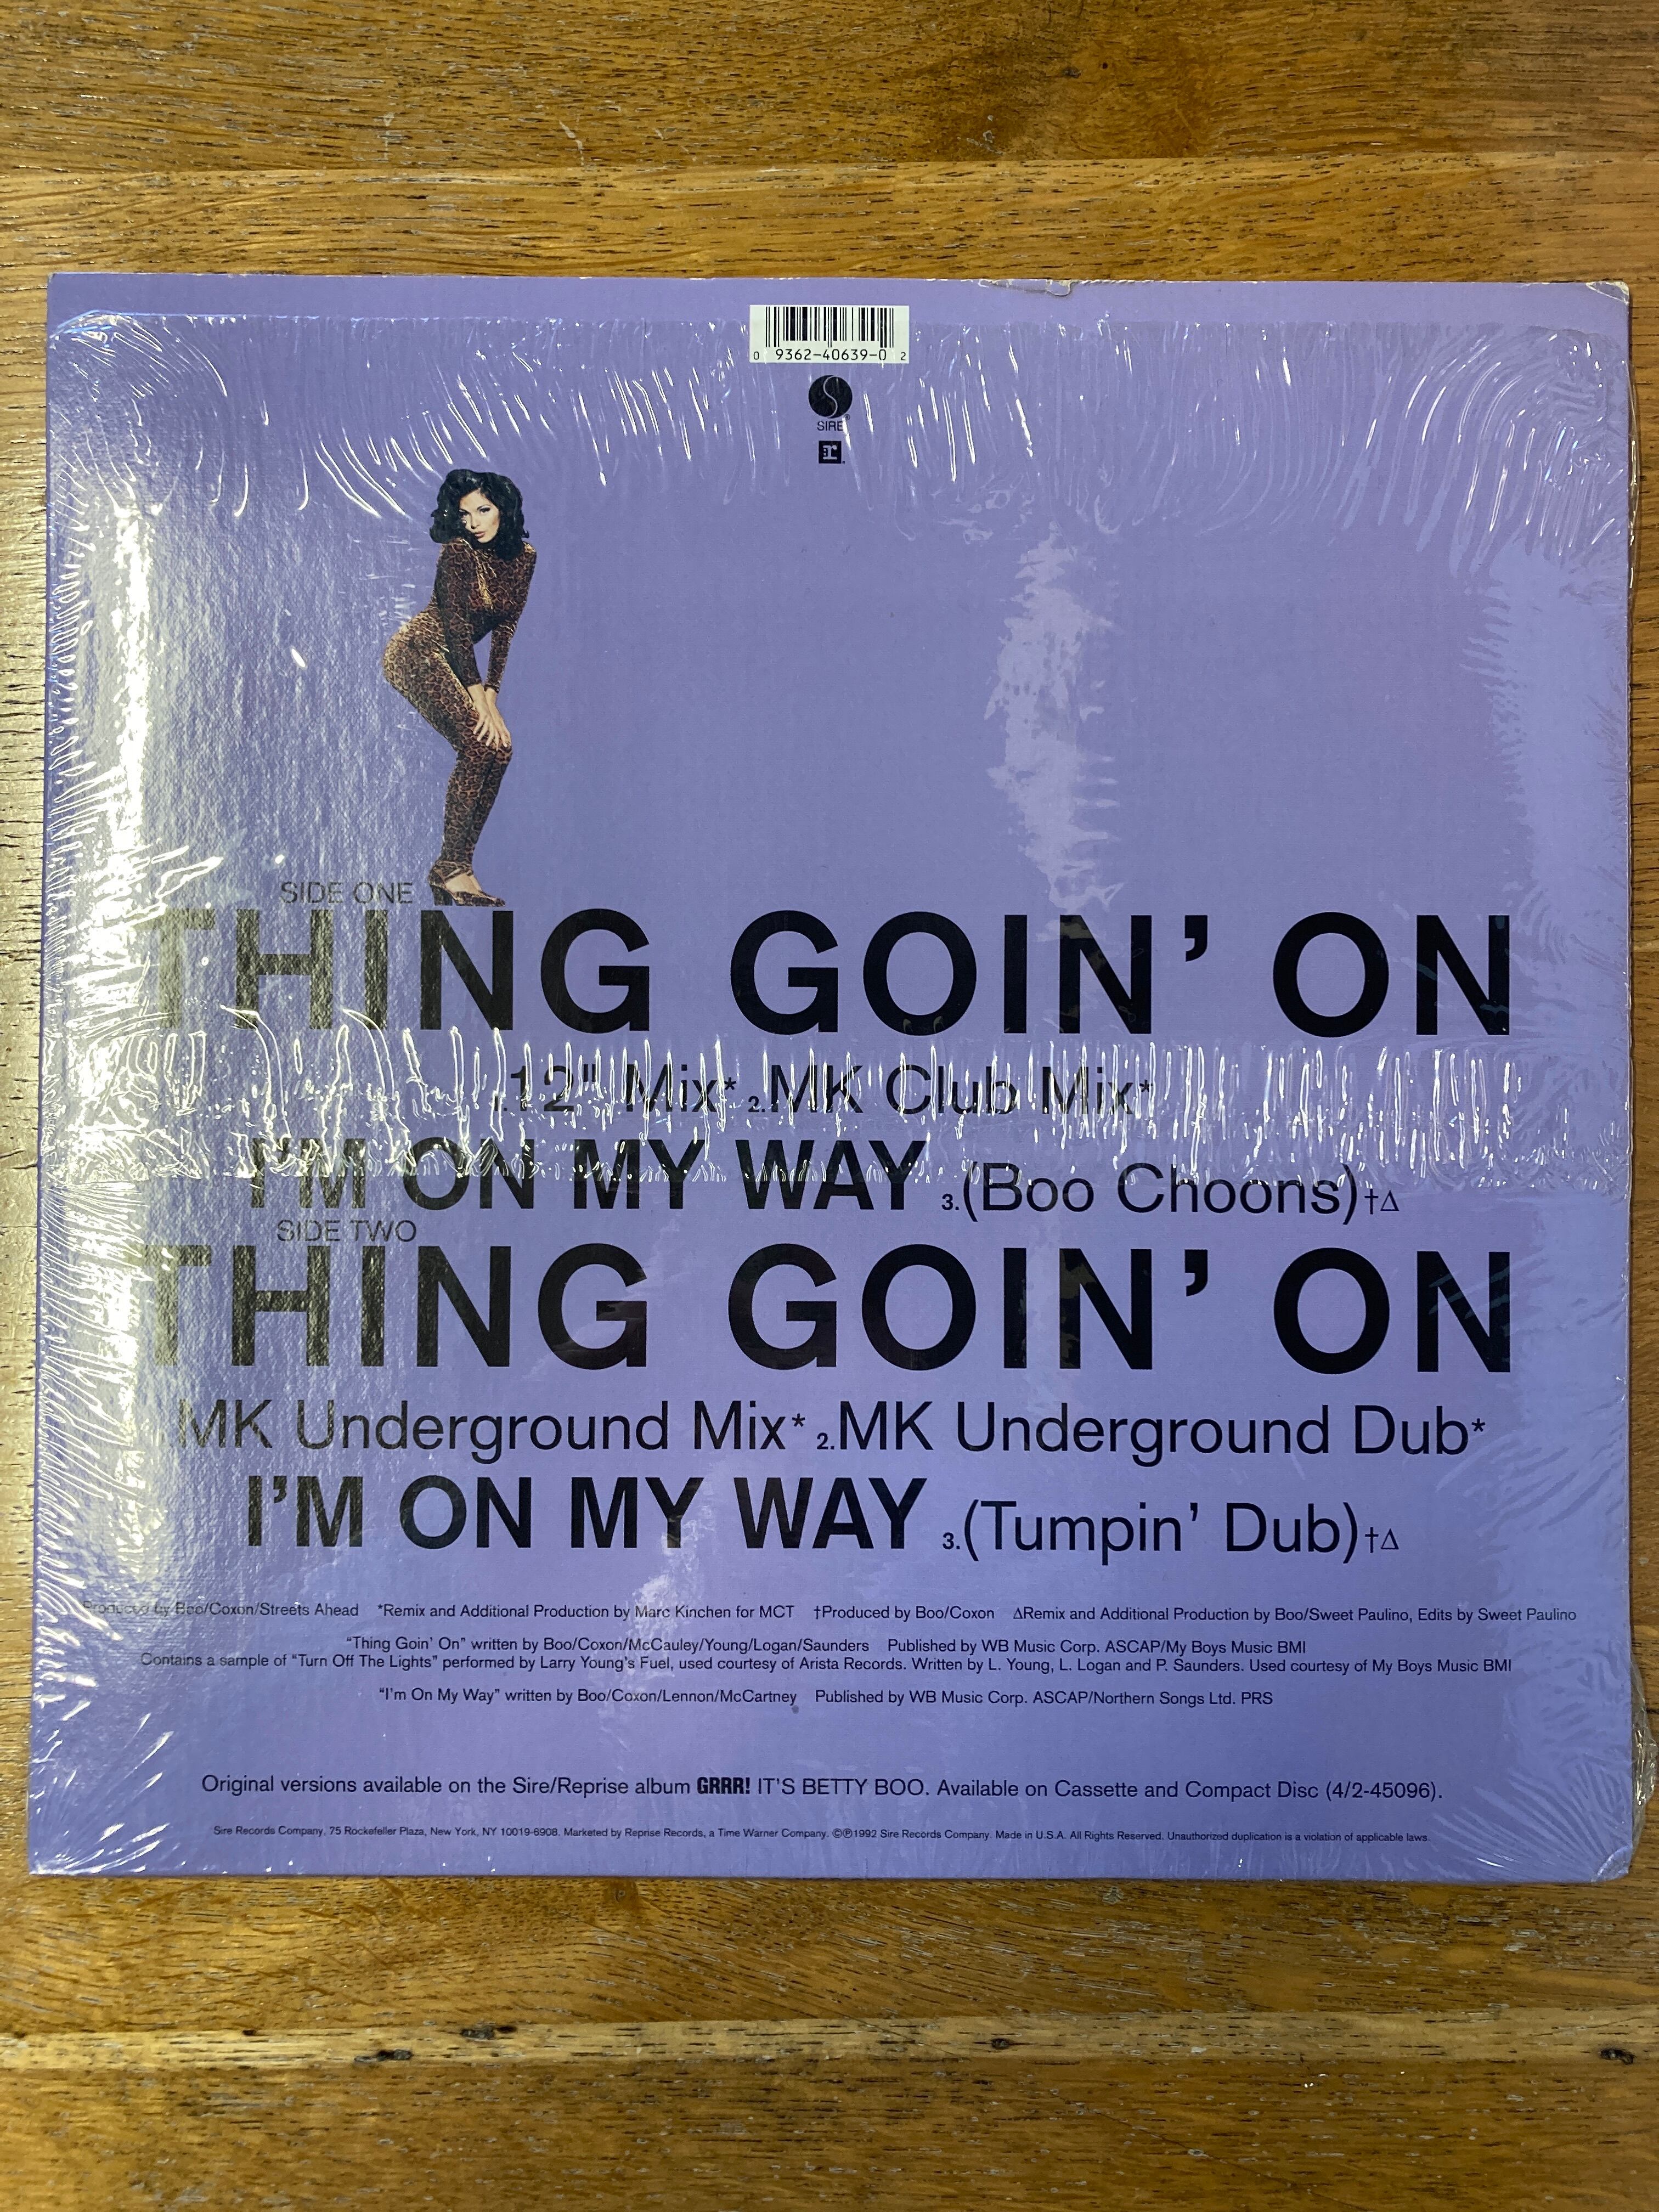 0 9362-40639-0 2
SIRE®
r.
SIDE ONE
THING GOIN’ ON
1.12" Mix* 2.MK Club Mix*
I’M ON MY WAY 3.(Boo Choons)†Δ
SIDE TWO
THING GOIN’ ON
MK Underground Mix* 2.MK Underground Dub*
I’M ON MY WAY 3.(Tumpin’ Dub)†Δ
Produced by Boo/Coxon/Streets Ahead *Remix and Additional Production by Marc Kinchen for MCT †Produced by Boo/Coxon ΔRemix and Additional Production by Boo/Sweet Paulino, Edits by Sweet Paulino
“Thing Goin’ On” written by Boo/Coxon/McCauley/Young/Logan/Saunders Published by WB Music Corp. ASCAP/My Boys Music BMI
Contains a sample of “Turn Off The Lights” performed by Larry Young’s Fuel, used courtesy of Arista Records. Written by L. Young, L. Logan and P. Saunders. Used courtesy of My Boys Music BMI
“I’m On My Way” written by Boo/Coxon/Lennon/McCartney Published by WB Music Corp. ASCAP/Northern Songs Ltd. PRS
Original versions available on the Sire/Reprise album GRRR! IT'S BETTY BOO. Available on Cassette and Compact Disc (4/2-45096).
Sire Records Company, 75 Rockefeller Plaza, New York, NY 10019-6908. Marketed by Reprise Records, a Time Warner Company. ©℗1992 Sire Records Company. Made in U.S.A. All Rights Reserved. Unauthorized duplication is a violation of applicable laws.